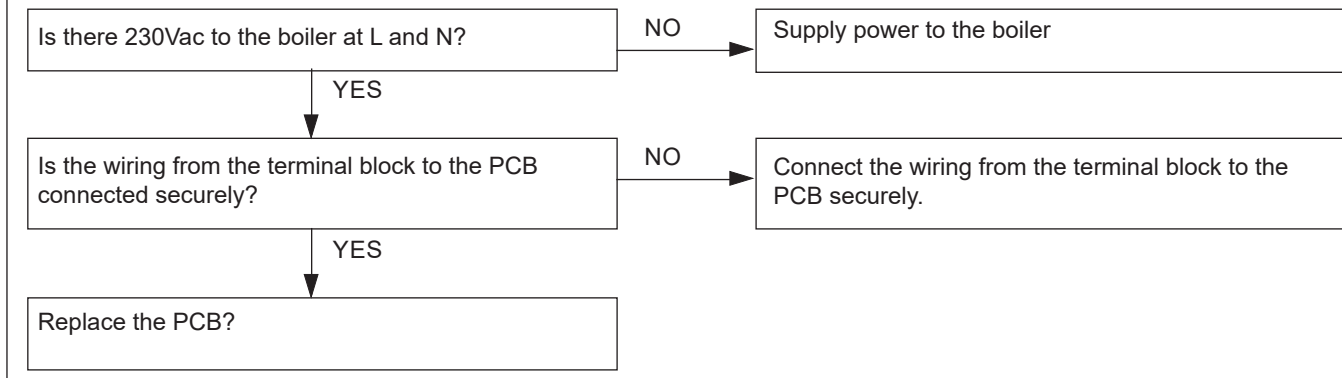 Is there 230Vac to the boiler at L and N?
NO
Supply power to the boiler
YES
Is the wiring from the terminal block to the PCB
connected securely?
NO
Connect the wiring from the terminal block to the
PCB securely.
YES
Replace the PCB?